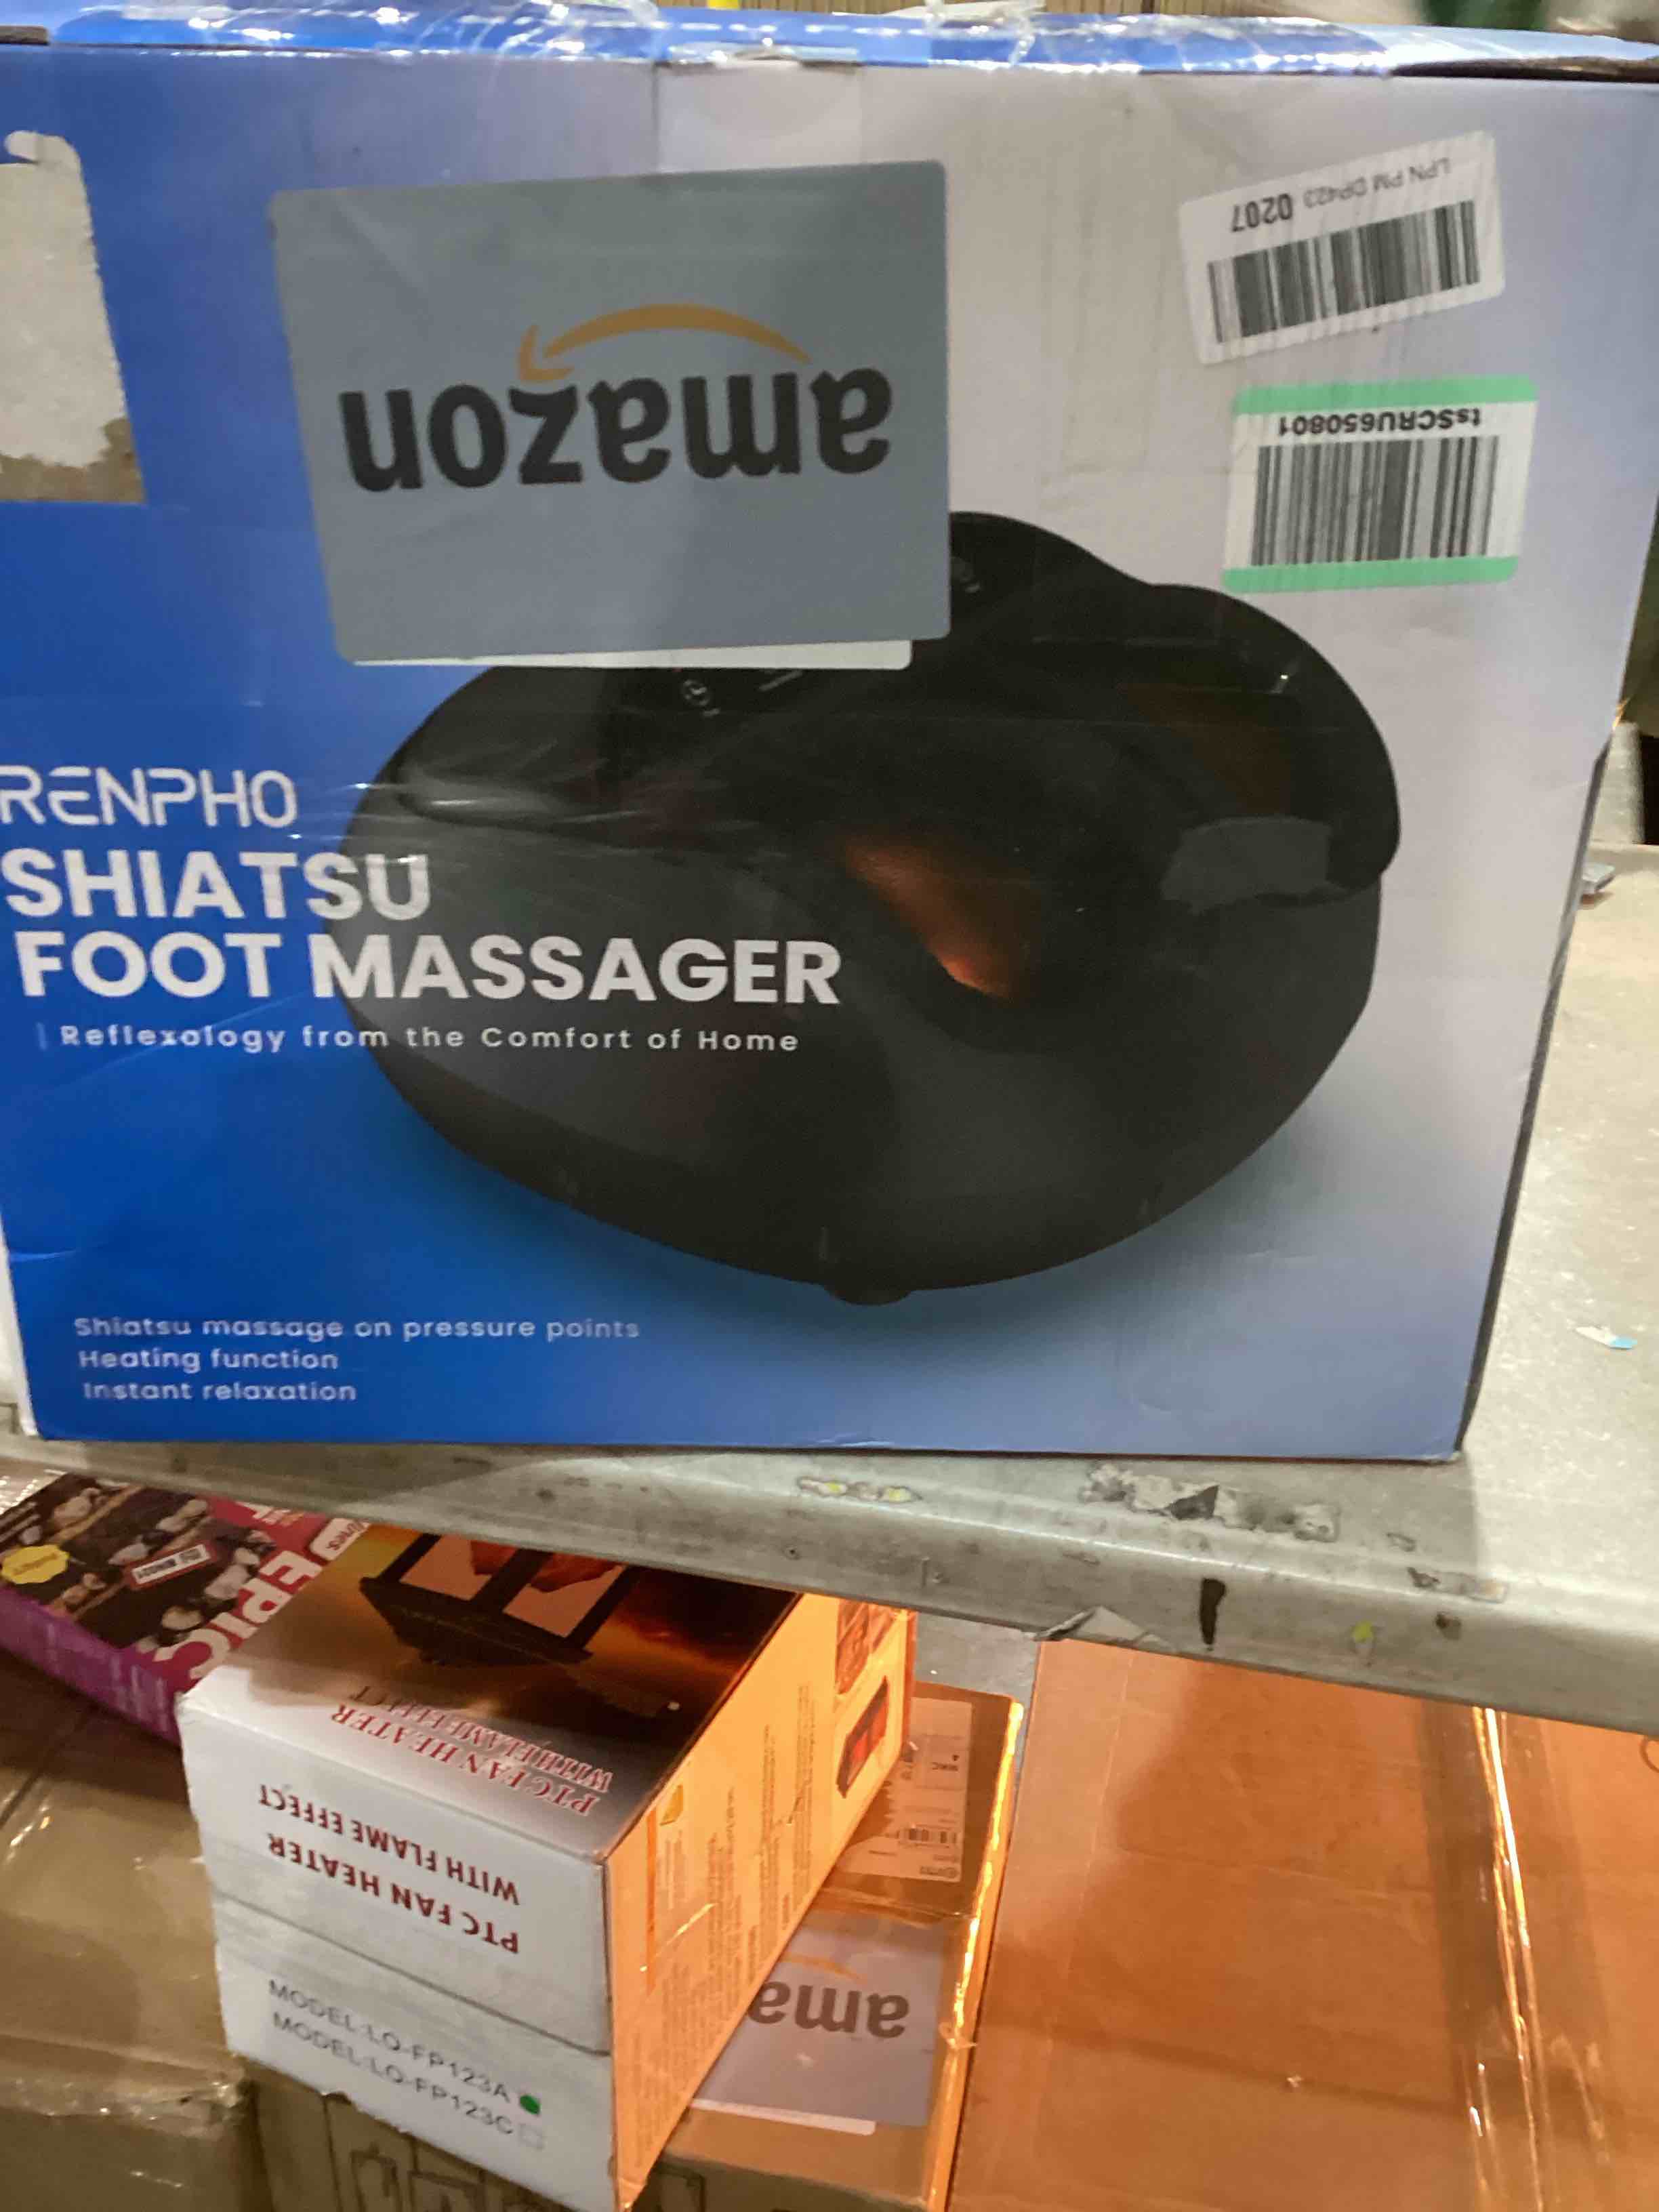 LPN PM DP423 0207
amazon
tsSCRU650801
RENPHO
SHIATSU
FOOT MASSAGER
Reflexology from the Comfort of Home
Shiatsu massage on pressure points
Heating function
Instant relaxation
EPIC
PTC FAN HEATER
WITH FLAME EFFECT
PTC FAN HEATER
WITH FLAME EFFECT
MODEL:LO-FP123A
MODEL:LO-FP123C
ama